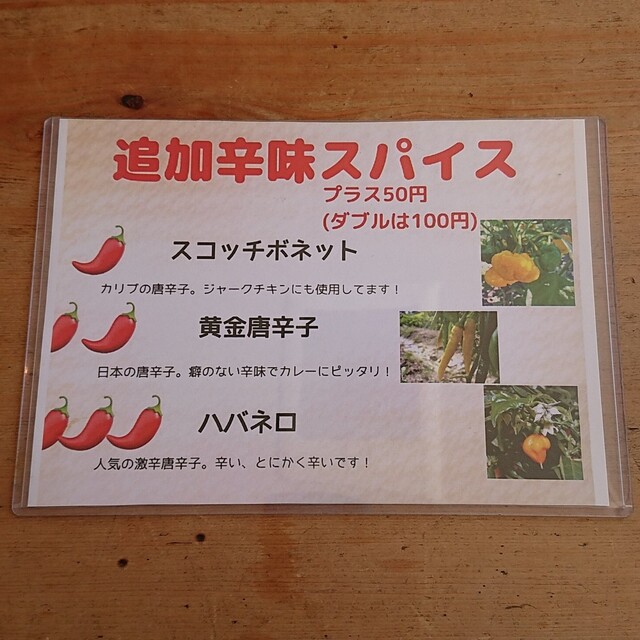 追加辛味スパイス
プラス50円
(ダブルは100円)
スコッチボネット
カリブの唐辛子。ジャークチキンにも使用してます!
黄金唐辛子
日本の唐辛子。癖のない辛味でカレーにピッタリ!
ハバネロ
人気の激辛唐辛子。辛い、とにかく辛いです!